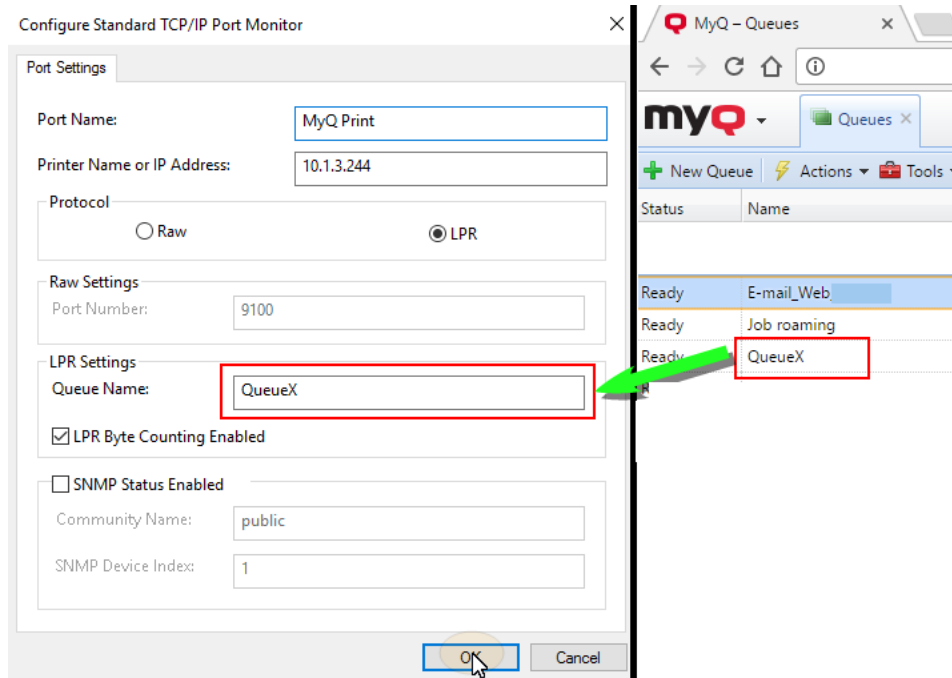 Configure Standard TCP/IP Port Monitor
Port Settings
Port Name: MyQ Print
Printer Name or IP Address: 10.1.3.244
Protocol
Raw LPR
Raw Settings
Port Number: 9100
LPR Settings
Queue Name: QueueX
LPR Byte Counting Enabled
SNMP Status Enabled
Community Name: public
SNMP Device Index: 1
OK Cancel
MyQ – Queues
myQ Queues
New Queue Actions Tools
Status Name
Ready E-mail_Web
Ready Job roaming
Ready QueueX